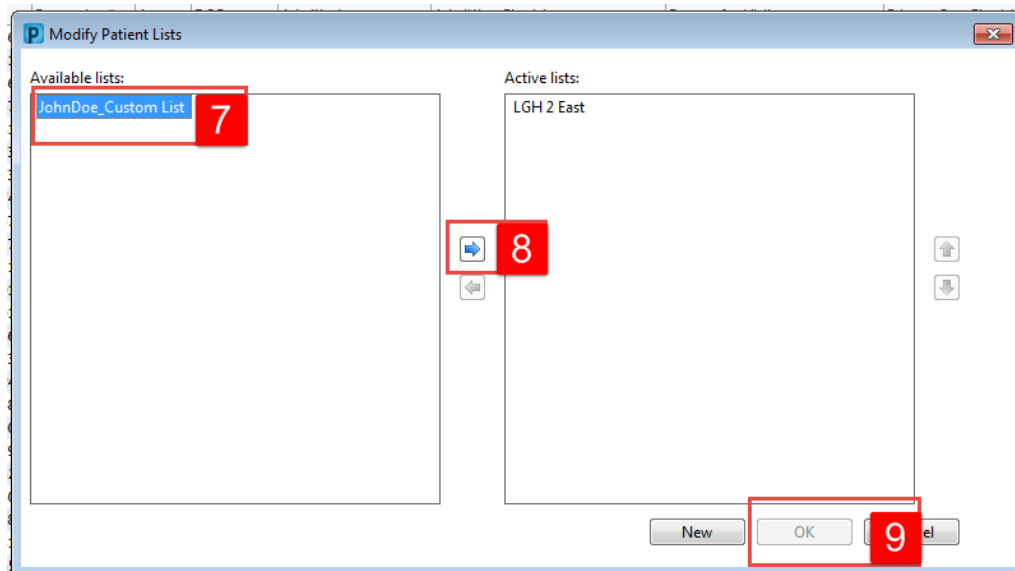 Modify Patient Lists
Available lists:
Active lists:
JohnDoe_Custom List
7
LGH 2 East
8
New
OK
9
el